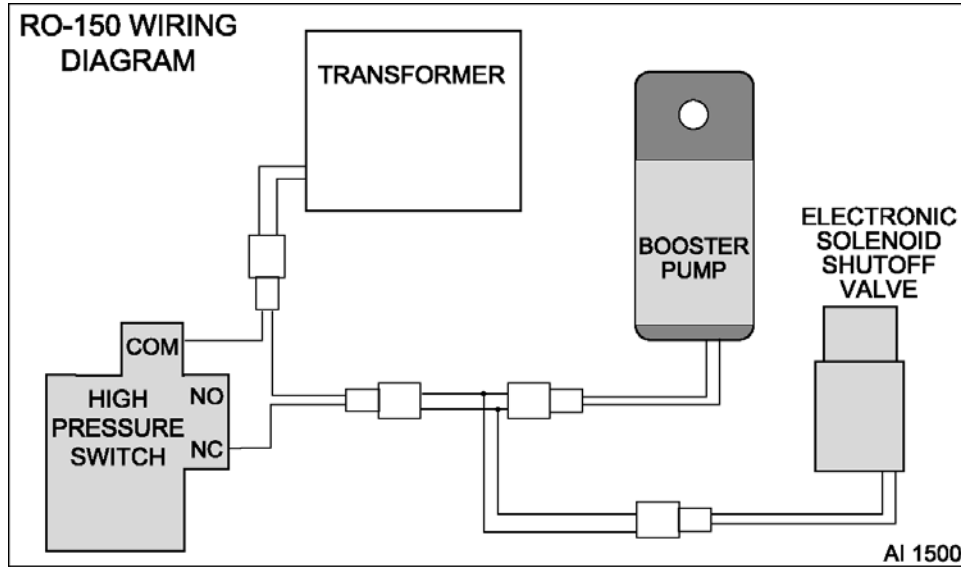 RO-150 WIRING
DIAGRAM
TRANSFORMER
BOOSTER
PUMP
ELECTRONIC
SOLENOID
SHUTOFF
VALVE
COM
NO
HIGH
PRESSURE
SWITCH
NC
AI 1500